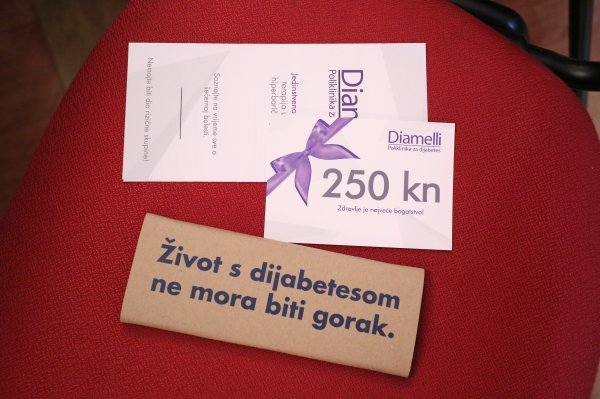 Nemojte biti dio rizične skupine!
Saznajte na vrijeme sve o
šećernoj bolesti.
Jedinstvena
terapija s
hiperbarič
Diam
Poliklinika za
Diamelli
Poliklinika za dijabetes
250 kn
Zdravlje je najveće bogatstvo!
Život s dijabetesom
ne mora biti gorak.